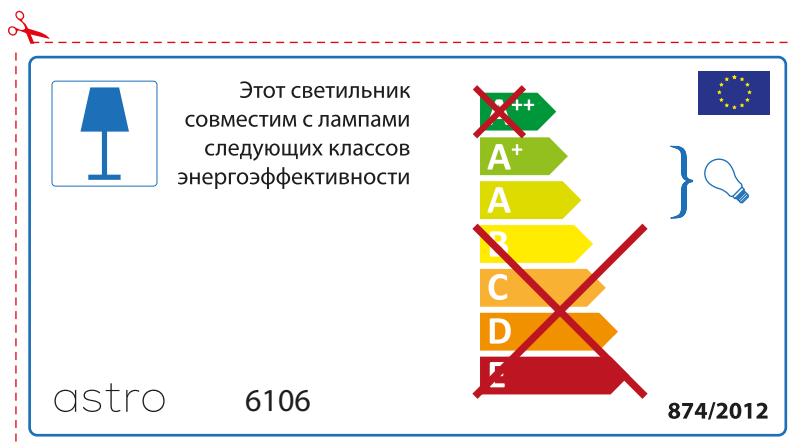 Этот светильник
совместим с лампами
следующих классов
энергоэффективности
A++
A+
A
B
C
D
E
astro
6106
874/2012